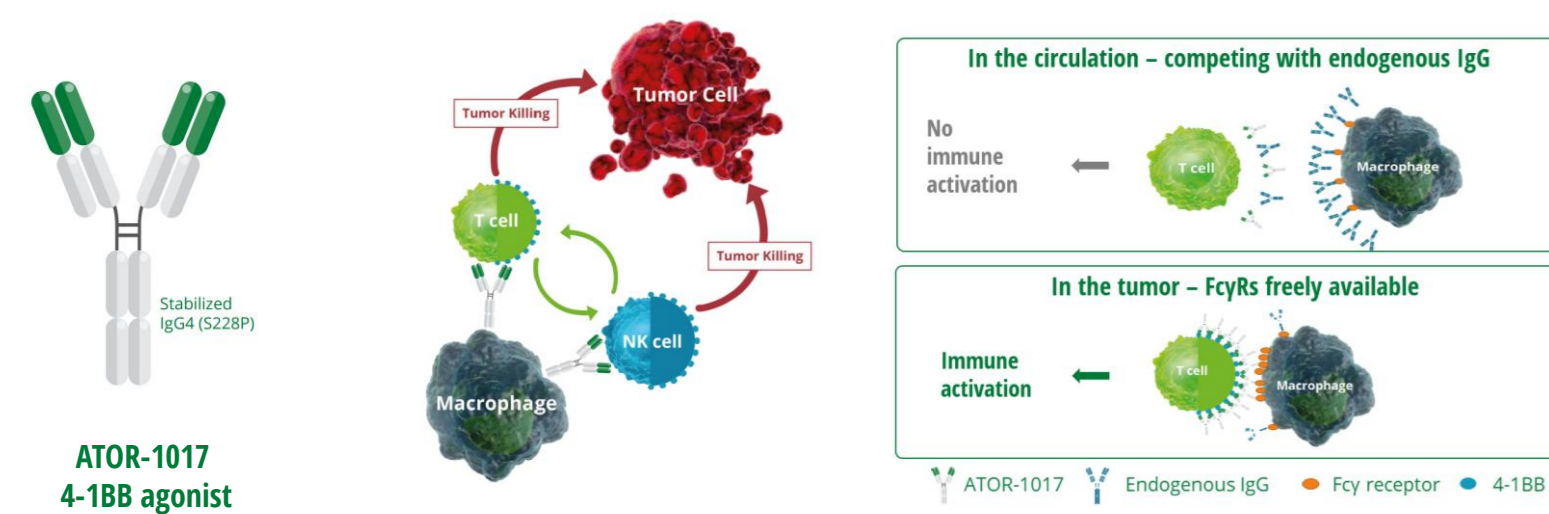 Stabilized
IgG4 (S228P)
ATOR-1017
4-1BB agonist
Tumor Cell
Tumor Killing
T cell
Tumor Killing
NK cell
Macrophage
In the circulation – competing with endogenous IgG
No
immune
activation
T cell
Macrophage
In the tumor – FcγRs freely available
Immune
activation
T cell
Macrophage
ATOR-1017
Endogenous IgG
Fcγ receptor
4-1BB